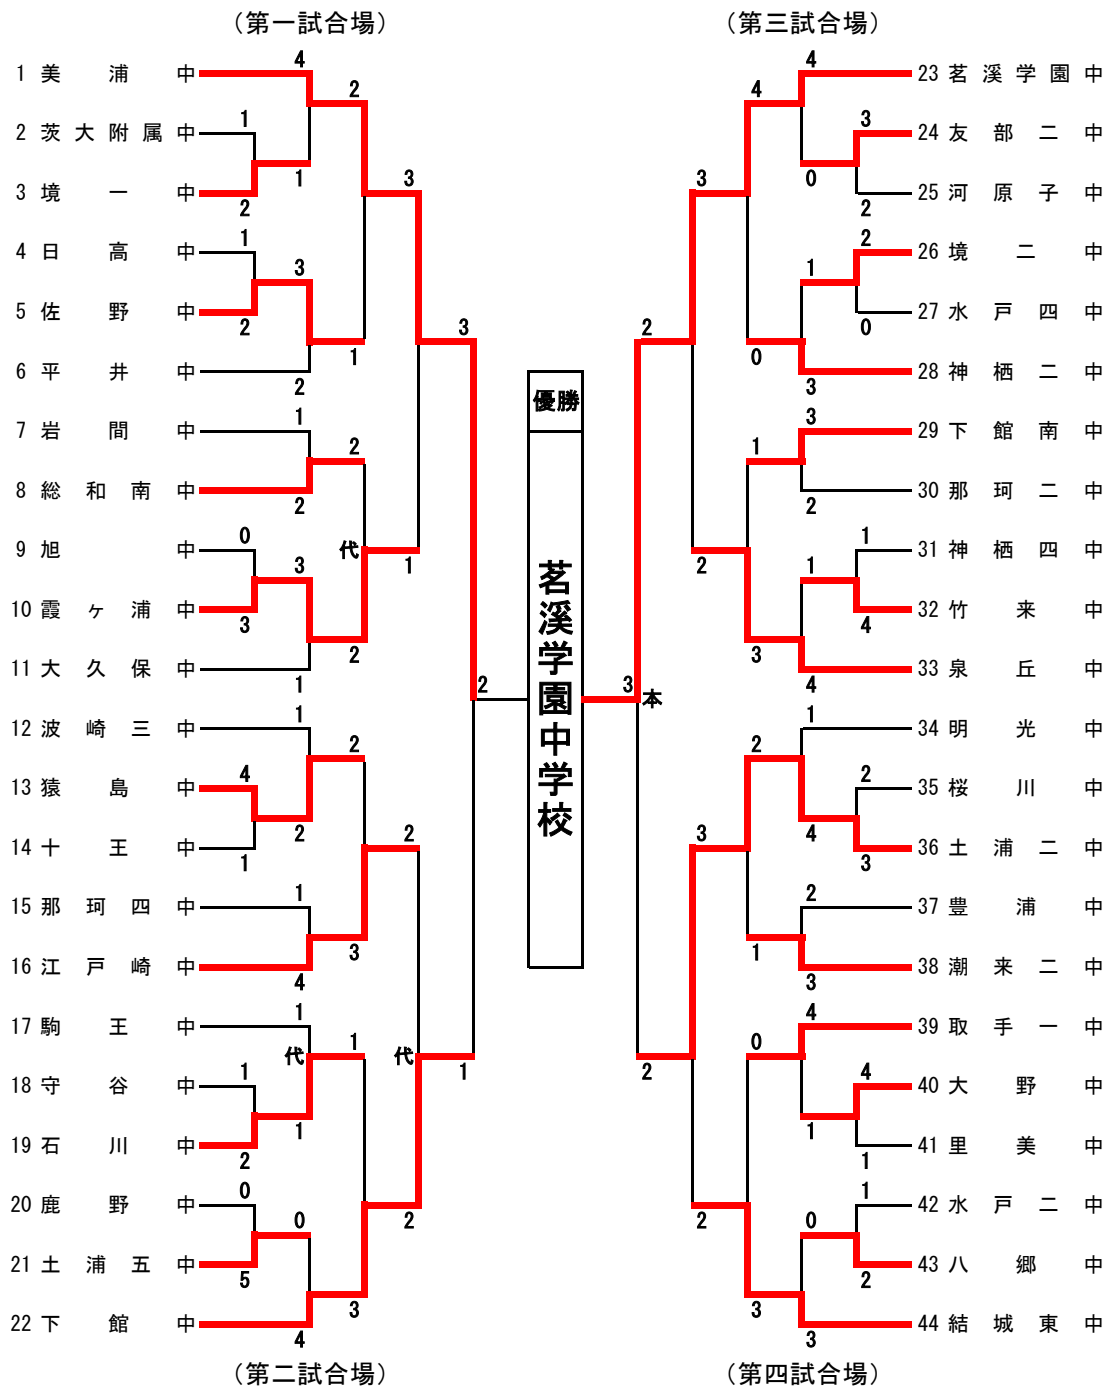 (第一試合場)
1 美浦中
2 茨大附属中
3 境一中
4 日高中
5 佐野中
6 平井中
7 岩間中
8 総和南中
9 旭中
10 霞ヶ浦中
11 大久保中
12 波崎三中
13 猿島中
14 十王中
15 那珂四中
16 江戸崎中
17 駒王中
18 守谷中
19 石川中
20 鹿野中
21 土浦五中
22 下館中
(第二試合場)
4
1
2
1
2
1
3
3
1
2
3
1
2
1
2
2
0
3
代
1
3
2
1
2
1
4
2
2
1
2
1
3
4
1
1
代
代
1
1
1
2
0
0
2
5
3
4
優勝
茗溪学園中学校
2
3
本
(第三試合場)
23 茗溪学園中
24 友部二中
25 河原子中
26 境二中
27 水戸四中
28 神栖二中
29 下館南中
30 那珂二中
31 神栖四中
32 竹来中
33 泉丘中
34 明光中
35 桜川中
36 土浦二中
37 豊浦中
38 潮来二中
39 取手一中
40 大野中
41 里美中
42 水戸二中
43 八郷中
44 結城東中
(第四試合場)
4
4
3
3
0
2
2
1
2
0
0
3
3
1
2
1
2
1
4
3
4
1
2
2
3
4
3
2
1
3
4
0
4
2
1
1
1
2
0
2
3
3